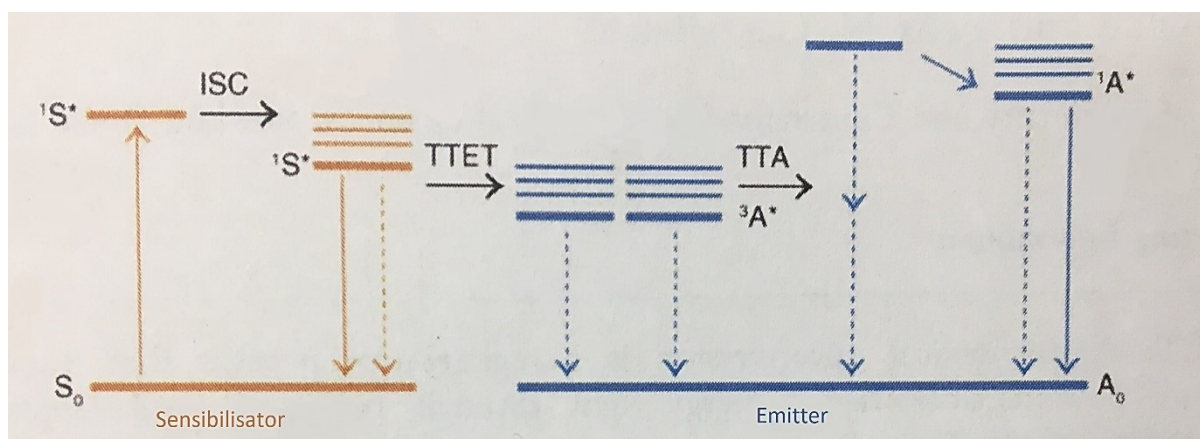 ¹S*
ISC
¹S*
TTET
TTA
³A*
¹A*
S₀
A₀
Sensibilisator
Emitter